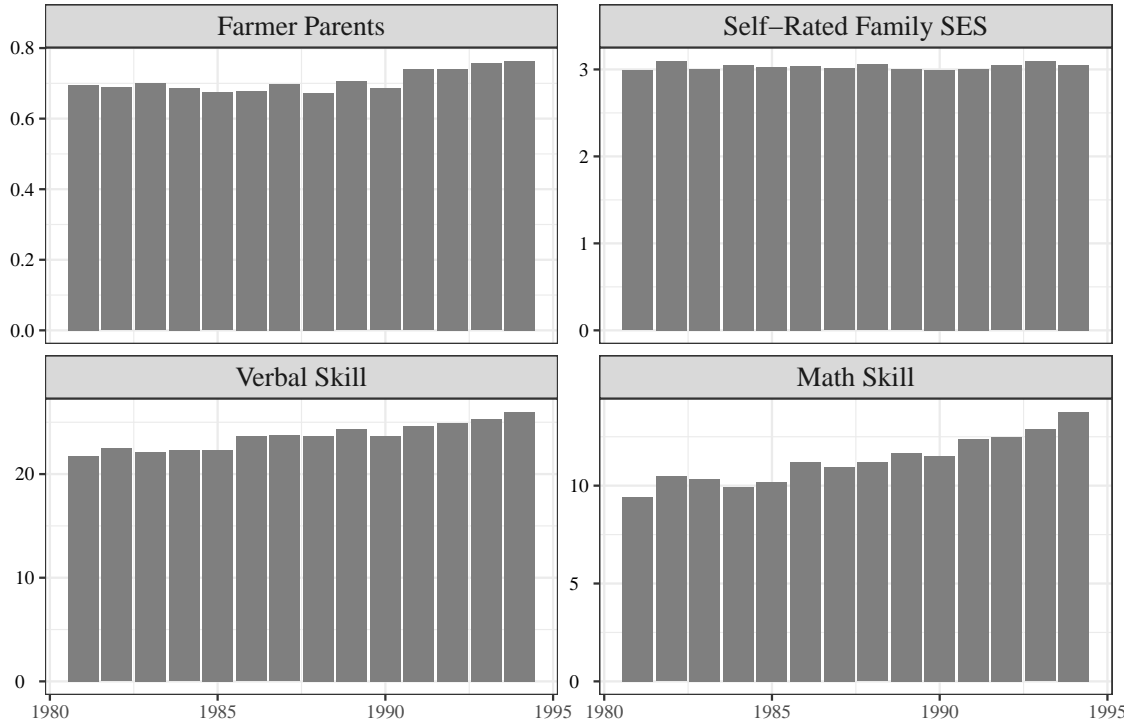 Farmer Parents
Self−Rated Family SES
0.8
0.6
0.4
0.2
0.0
3
2
1
0
Verbal Skill
Math Skill
20
10
0
10
5
0
1980 1985 1990 1995
1980 1985 1990 1995